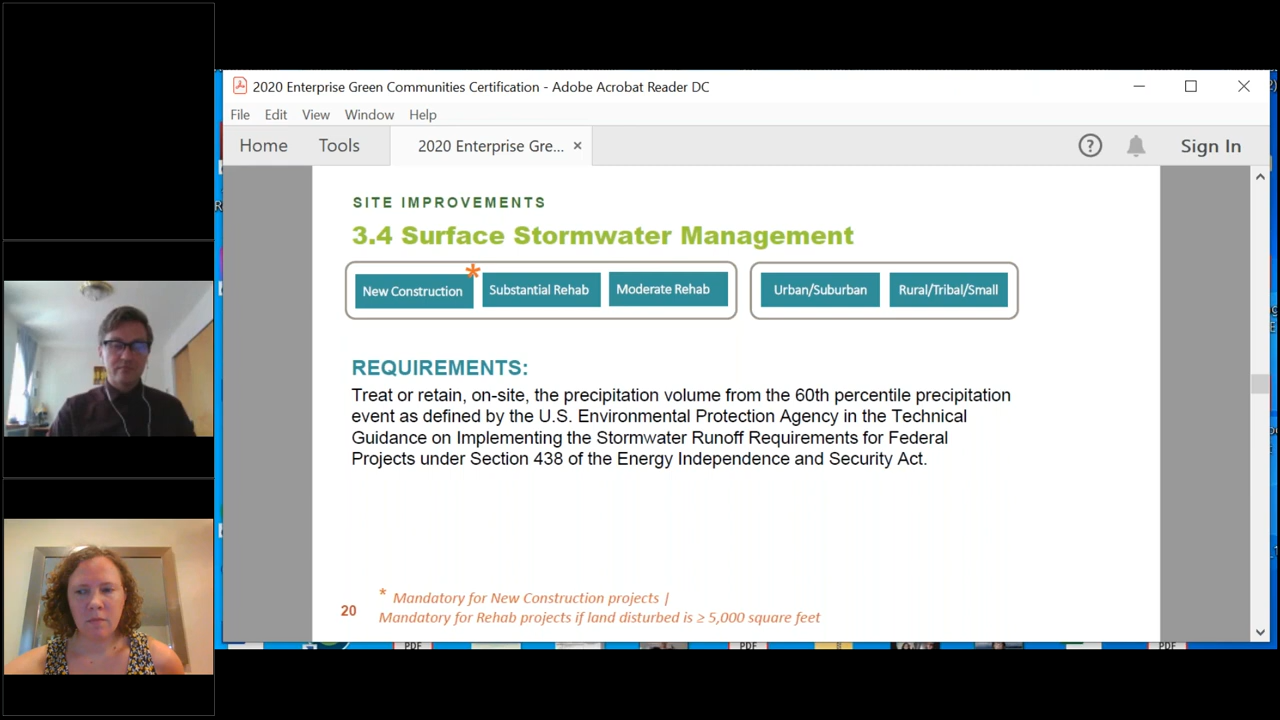 2020 Enterprise Green Communities Certification - Adobe Acrobat Reader DC
File Edit View Window Help
Home Tools 2020 Enterprise Gre... × Sign In
SITE IMPROVEMENTS
3.4 Surface Stormwater Management
New Construction * Substantial Rehab Moderate Rehab Urban/Suburban Rural/Tribal/Small
REQUIREMENTS:
Treat or retain, on-site, the precipitation volume from the 60th percentile precipitation
event as defined by the U.S. Environmental Protection Agency in the Technical
Guidance on Implementing the Stormwater Runoff Requirements for Federal
Projects under Section 438 of the Energy Independence and Security Act.
* Mandatory for New Construction projects |
Mandatory for Rehab projects if land disturbed is ≥ 5,000 square feet
20
PDF PDF PDF